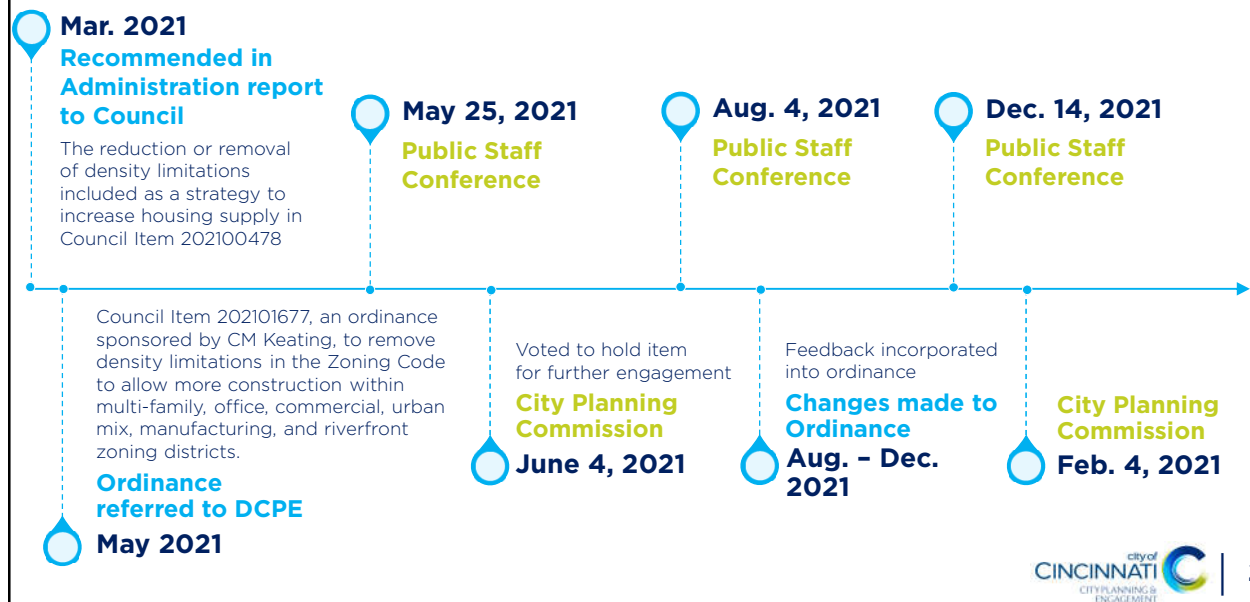 Mar. 2021
Recommended in
Administration report
to Council
The reduction or removal
of density limitations
included as a strategy to
increase housing supply in
Council Item 202100478
May 25, 2021
Public Staff
Conference
Aug. 4, 2021
Public Staff
Conference
Dec. 14, 2021
Public Staff
Conference
Council Item 202101677, an ordinance
sponsored by CM Keating, to remove
density limitations in the Zoning Code
to allow more construction within
multi-family, office, commercial, urban
mix, manufacturing, and riverfront
zoning districts.
Ordinance
referred to DCPE
May 2021
Voted to hold item
for further engagement
City Planning
Commission
June 4, 2021
Feedback incorporated
into ordinance
Changes made to
Ordinance
Aug. – Dec.
2021
City Planning
Commission
Feb. 4, 2021
city of
CINCINNATI
CITY PLANNING &
ENGAGEMENT